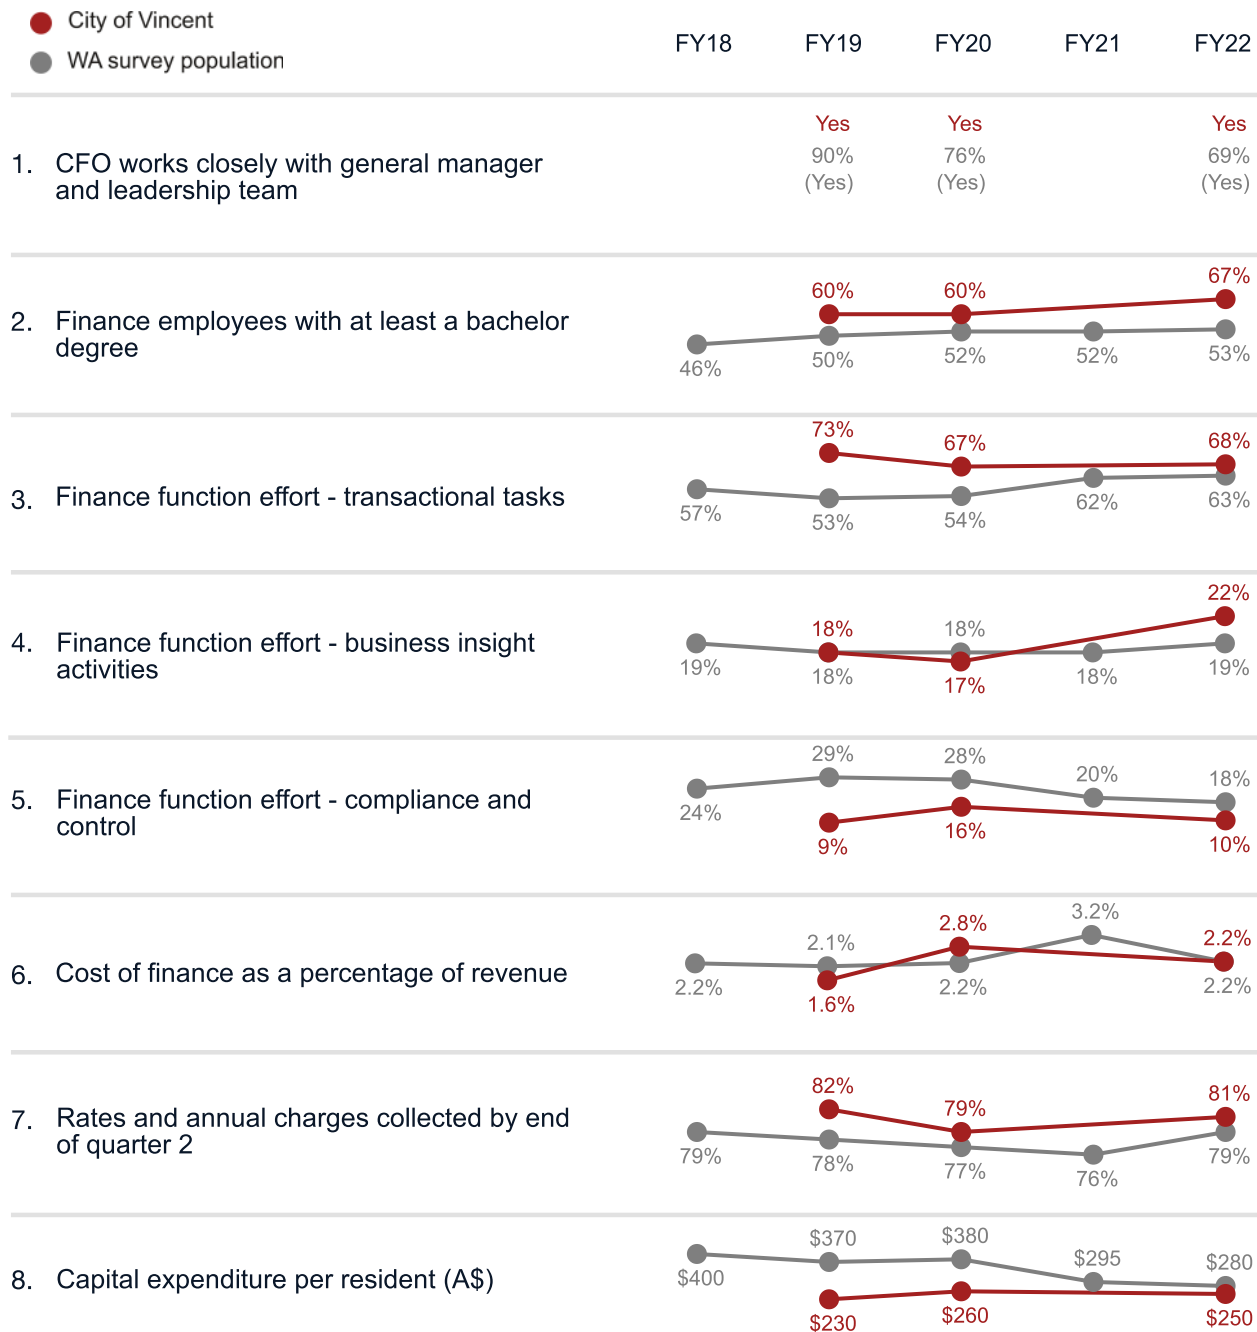 City of Vincent
WA survey population
FY18 FY19 FY20 FY21 FY22
Yes Yes Yes
90% 76% 69%
(Yes) (Yes) (Yes)
1. CFO works closely with general manager
and leadership team
67%
60% 60%
2. Finance employees with at least a bachelor
degree
46% 50% 52% 52% 53%
73% 67% 68%
3. Finance function effort - transactional tasks
57% 53% 54% 62% 63%
22%
18% 18%
4. Finance function effort - business insight
activities
19% 18% 17% 18% 19%
29% 28% 20% 18%
5. Finance function effort - compliance and
control
24% 9% 16% 10%
2.1% 2.8% 3.2% 2.2%
6. Cost of finance as a percentage of revenue
2.2% 1.6% 2.2% 2.2%
82% 79% 81%
7. Rates and annual charges collected by end
of quarter 2
79% 78% 77% 76% 79%
$370 $380 $295 $280
8. Capital expenditure per resident (A$)
$400 $230 $260 $250